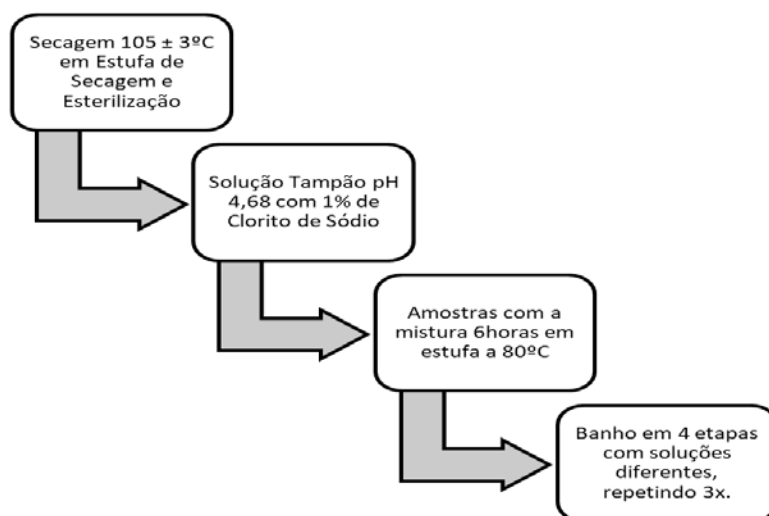 Secagem 105 ± 3ºC
em Estufa de
Secagem e
Esterilização
Solução Tampão pH
4,68 com 1% de
Clorito de Sódio
Amostras com a
mistura 6horas em
estufa a 80ºC
Banho em 4 etapas
com soluções
diferentes,
repetindo 3x.